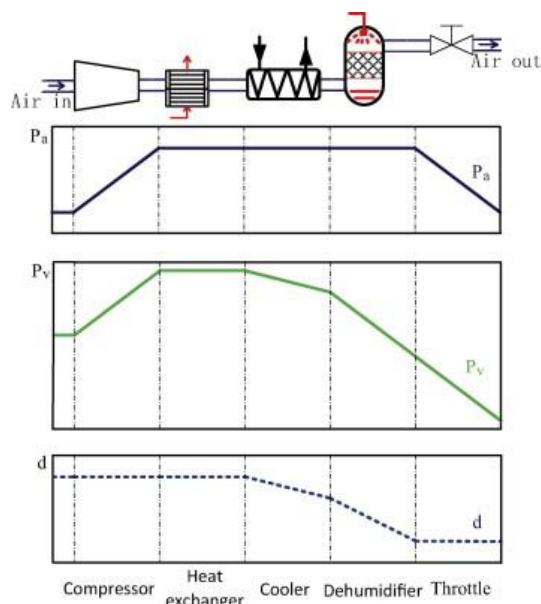 Air in
Air out
Pa
Pa
Pv
Pv
d
d
Compressor
Heat
exchanger
Cooler
Dehumidifier
Throttle